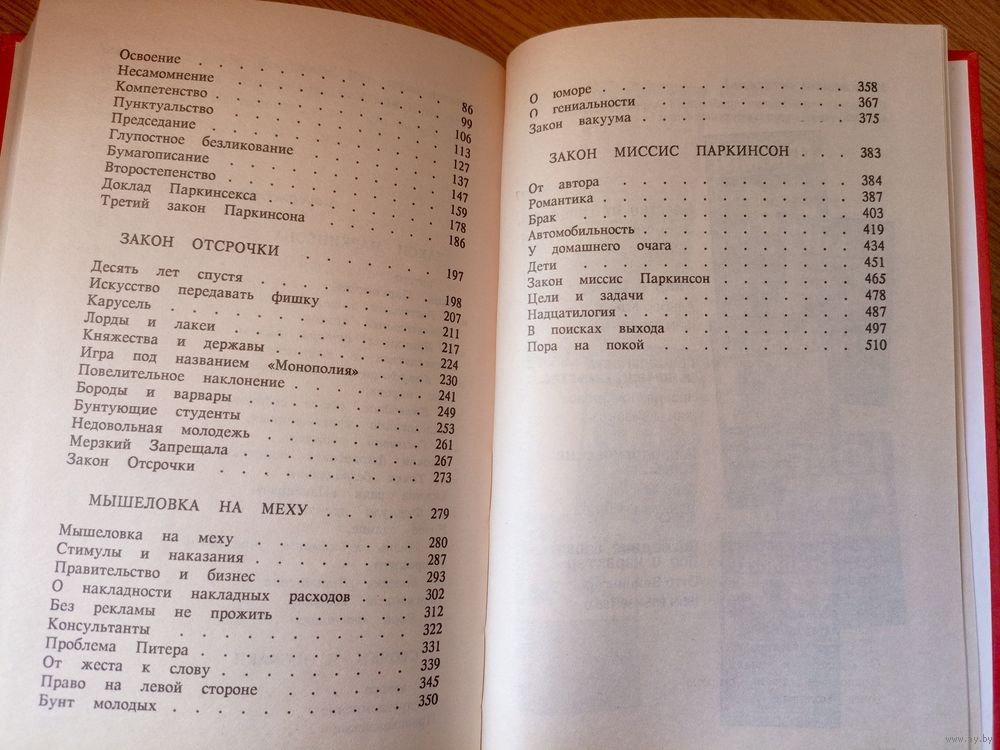 Освоение . . . . . . . . . . 86
Несамомнение . . . . . . . . 99
Компетенство . . . . . . . . 106
Пунктуальство . . . . . . . . 113
Председание . . . . . . . . 127
Глупостное безликование . . . . . 137
Бумагописание . . . . . . . . 147
Второстепенство . . . . . . . 159
Доклад Паркинсекса . . . . . . 178
Третий закон Паркинсона . . . . . 186
ЗАКОН ОТСРОЧКИ . . . . . . 197
Десять лет спустя . . . . . . . 198
Искусство передавать фишку . . . . 207
Карусель . . . . . . . . . . 211
Лорды и лакеи . . . . . . . . 217
Княжества и державы . . . . . . 224
Игра под названием «Монополия» . . . 230
Повелительное наклонение . . . . . 241
Бороды и варвары . . . . . . . 249
Бунтующие студенты . . . . . . . 253
Недовольная молодежь . . . . . . 261
Мерзкий Запрещала . . . . . . . 267
Закон Отсрочки . . . . . . . . 273
МЫШЕЛОВКА НА МЕХУ . . . . . 279
Мышеловка на меху . . . . . . . 280
Стимулы и наказания . . . . . . . 287
Правительство и бизнес . . . . . . 293
О накладности накладных расходов . . . 302
Без рекламы не прожить . . . . . . 312
Консультанты . . . . . . . . . 322
Проблема Питера . . . . . . . . 331
От жеста к слову . . . . . . . . 339
Право на левой стороне . . . . . 345
Бунт молодых . . . . . . . . . 350
О юморе . . . . . . . . . . 358
О гениальности . . . . . . . . 367
Закон вакуума . . . . . . . . 375
ЗАКОН МИССИС ПАРКИНСОН . . . 383
От автора . . . . . . . . . 384
Романтика . . . . . . . . . . 387
Брак . . . . . . . . . . . 403
Автомобильность . . . . . . . . 419
У домашнего очага . . . . . . . 434
Дети . . . . . . . . . . . 451
Закон миссис Паркинсон . . . . . . 465
Цели и задачи . . . . . . . . 478
Надцатилогия . . . . . . . . . 487
В поисках выхода . . . . . . . 497
Пора на покой . . . . . . . . 510
www.ay.by